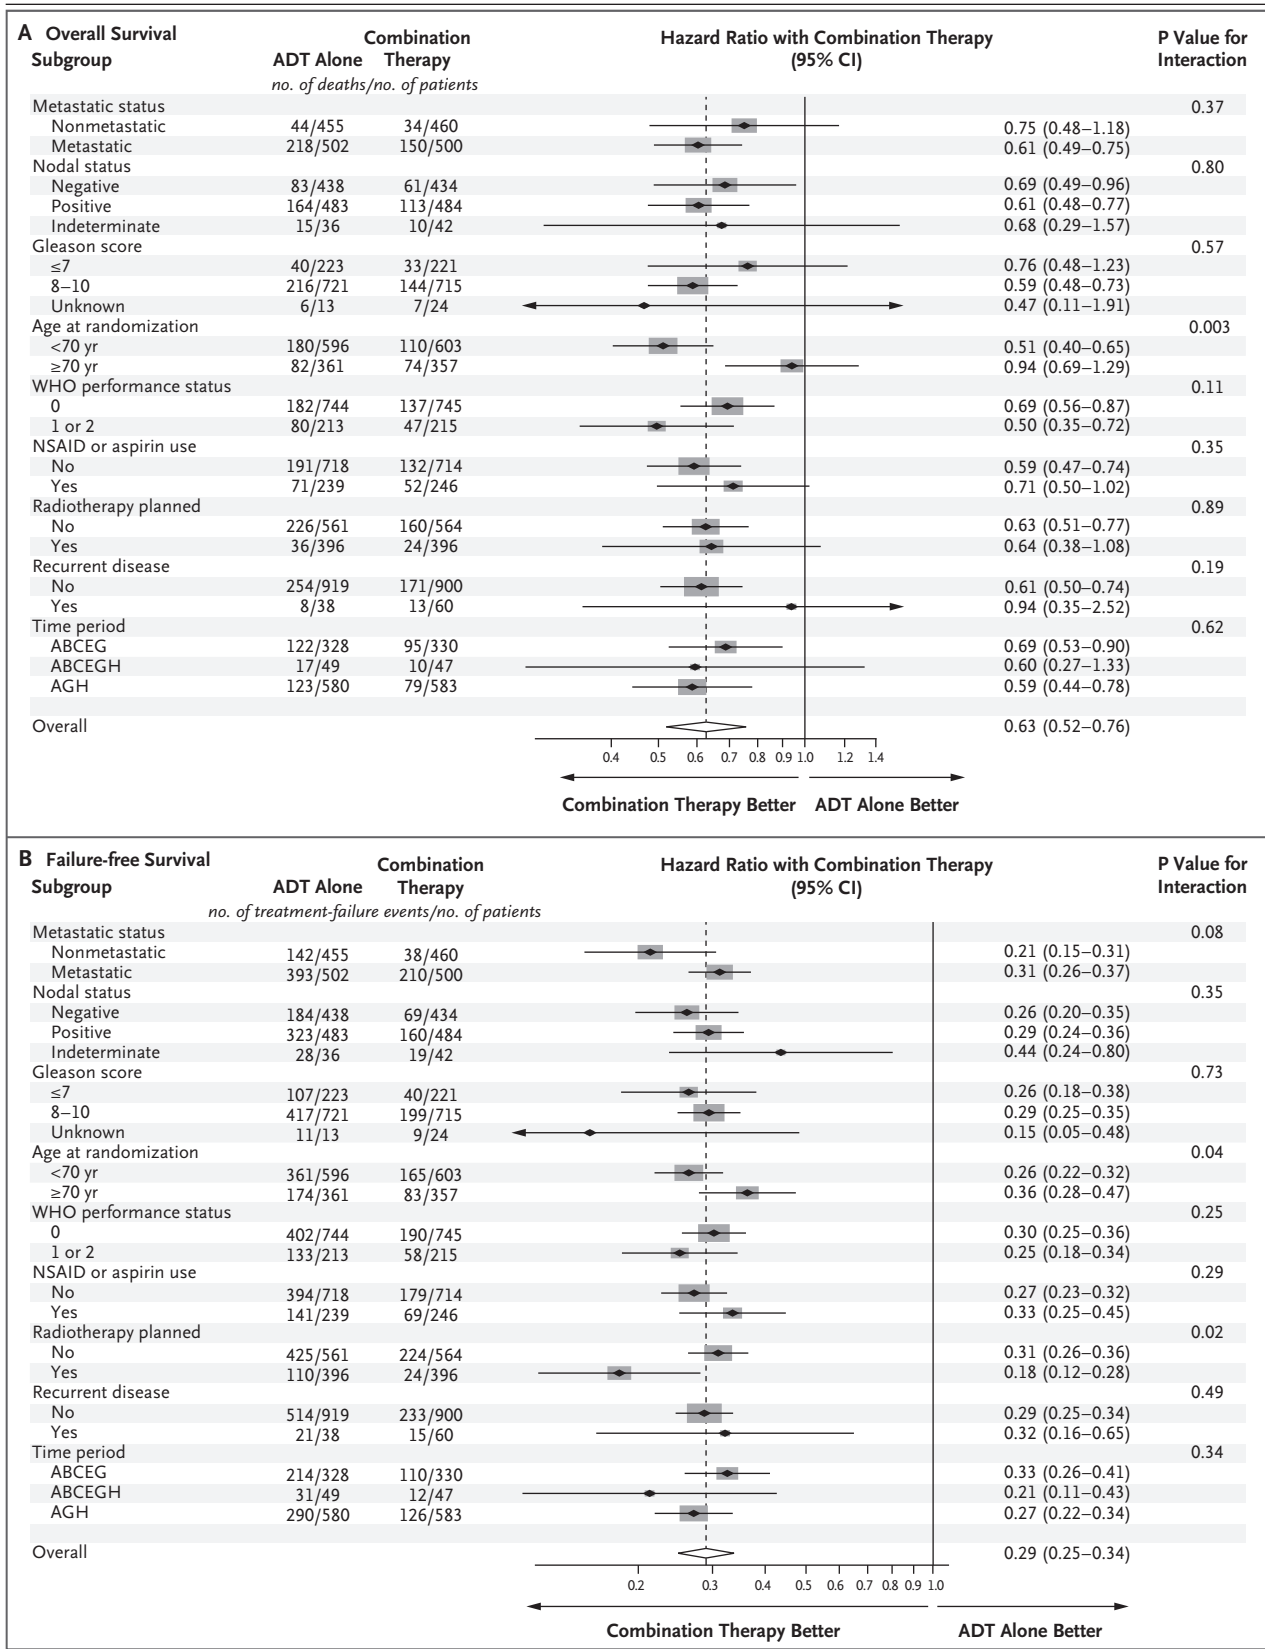 A Overall Survival
Subgroup ADT Alone Combination Therapy Hazard Ratio with Combination Therapy (95% CI) P Value for Interaction
no. of deaths/no. of patients
Metastatic status 0.37
Nonmetastatic 44/455 34/460 0.75 (0.48–1.18)
Metastatic 218/502 150/500 0.61 (0.49–0.75)
Nodal status 0.80
Negative 83/438 61/434 0.69 (0.49–0.96)
Positive 164/483 113/484 0.61 (0.48–0.77)
Indeterminate 15/36 10/42 0.68 (0.29–1.57)
Gleason score 0.57
≤7 40/223 33/221 0.76 (0.48–1.23)
8–10 216/721 144/715 0.59 (0.48–0.73)
Unknown 6/13 7/24 0.47 (0.11–1.91)
Age at randomization 0.003
<70 yr 180/596 110/603 0.51 (0.40–0.65)
≥70 yr 82/361 74/357 0.94 (0.69–1.29)
WHO performance status 0.11
0 182/744 137/745 0.69 (0.56–0.87)
1 or 2 80/213 47/215 0.50 (0.35–0.72)
NSAID or aspirin use 0.35
No 191/718 132/714 0.59 (0.47–0.74)
Yes 71/239 52/246 0.71 (0.50–1.02)
Radiotherapy planned 0.89
No 226/561 160/564 0.63 (0.51–0.77)
Yes 36/396 24/396 0.64 (0.38–1.08)
Recurrent disease 0.19
No 254/919 171/900 0.61 (0.50–0.74)
Yes 8/38 13/60 0.94 (0.35–2.52)
Time period 0.62
ABCEG 122/328 95/330 0.69 (0.53–0.90)
ABCEGH 17/49 10/47 0.60 (0.27–1.33)
AGH 123/580 79/583 0.59 (0.44–0.78)
Overall 0.63 (0.52–0.76)
0.4 0.5 0.6 0.7 0.8 0.9 1.0 1.2 1.4
Combination Therapy Better ADT Alone Better
B Failure-free Survival
Subgroup ADT Alone Combination Therapy Hazard Ratio with Combination Therapy (95% CI) P Value for Interaction
no. of treatment-failure events/no. of patients
Metastatic status 0.08
Nonmetastatic 142/455 38/460 0.21 (0.15–0.31)
Metastatic 393/502 210/500 0.31 (0.26–0.37)
Nodal status 0.35
Negative 184/438 69/434 0.26 (0.20–0.35)
Positive 323/483 160/484 0.29 (0.24–0.36)
Indeterminate 28/36 19/42 0.44 (0.24–0.80)
Gleason score 0.73
≤7 107/223 40/221 0.26 (0.18–0.38)
8–10 417/721 199/715 0.29 (0.25–0.35)
Unknown 11/13 9/24 0.15 (0.05–0.48)
Age at randomization 0.04
<70 yr 361/596 165/603 0.26 (0.22–0.32)
≥70 yr 174/361 83/357 0.36 (0.28–0.47)
WHO performance status 0.25
0 402/744 190/745 0.30 (0.25–0.36)
1 or 2 133/213 58/215 0.25 (0.18–0.34)
NSAID or aspirin use 0.29
No 394/718 179/714 0.27 (0.23–0.32)
Yes 141/239 69/246 0.33 (0.25–0.45)
Radiotherapy planned 0.02
No 425/561 224/564 0.31 (0.26–0.36)
Yes 110/396 24/396 0.18 (0.12–0.28)
Recurrent disease 0.49
No 514/919 233/900 0.29 (0.25–0.34)
Yes 21/38 15/60 0.32 (0.16–0.65)
Time period 0.34
ABCEG 214/328 110/330 0.33 (0.26–0.41)
ABCEGH 31/49 12/47 0.21 (0.11–0.43)
AGH 290/580 126/583 0.27 (0.22–0.34)
Overall 0.29 (0.25–0.34)
0.2 0.3 0.4 0.5 0.6 0.7 0.8 0.9 1.0
Combination Therapy Better ADT Alone Better